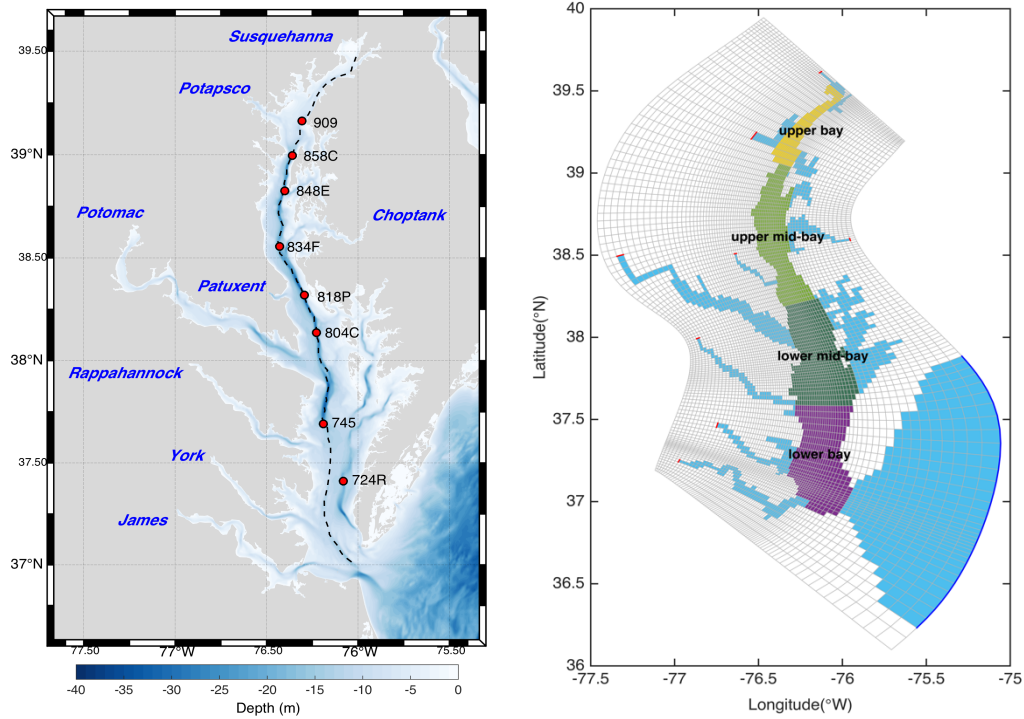 Susquehanna
39.50
Potapsco
909
39°N
858C
848E
Potomac
Choptank
834F
38.50
Patuxent
818P
804C
38°N
Rappahannock
745
37.50
York
724R
James
37°N
77.50
77°W
76.50
76°W
75.50
-40
-35
-30
-25
-20
-15
-10
-5
0
Depth (m)
40
39.5
upper bay
39
upper mid-bay
38.5
Latitude(°N)
38
lower mid-bay
37.5
lower bay
37
36.5
36
-77.5
-77
-76.5
-76
-75.5
-75
Longitude(°W)